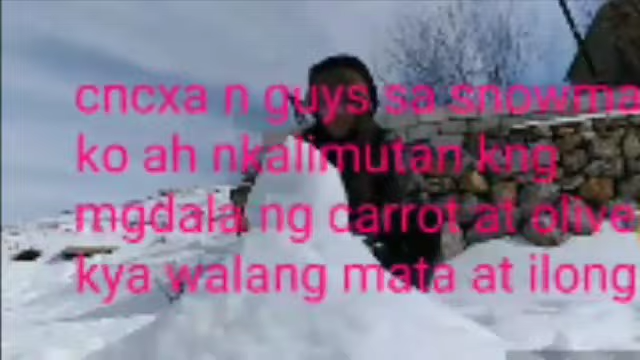 cncxa n guys sa snowma
ko ah nkalimutan kng
mgdala ng carrot at olive
kya walang mata at ilong